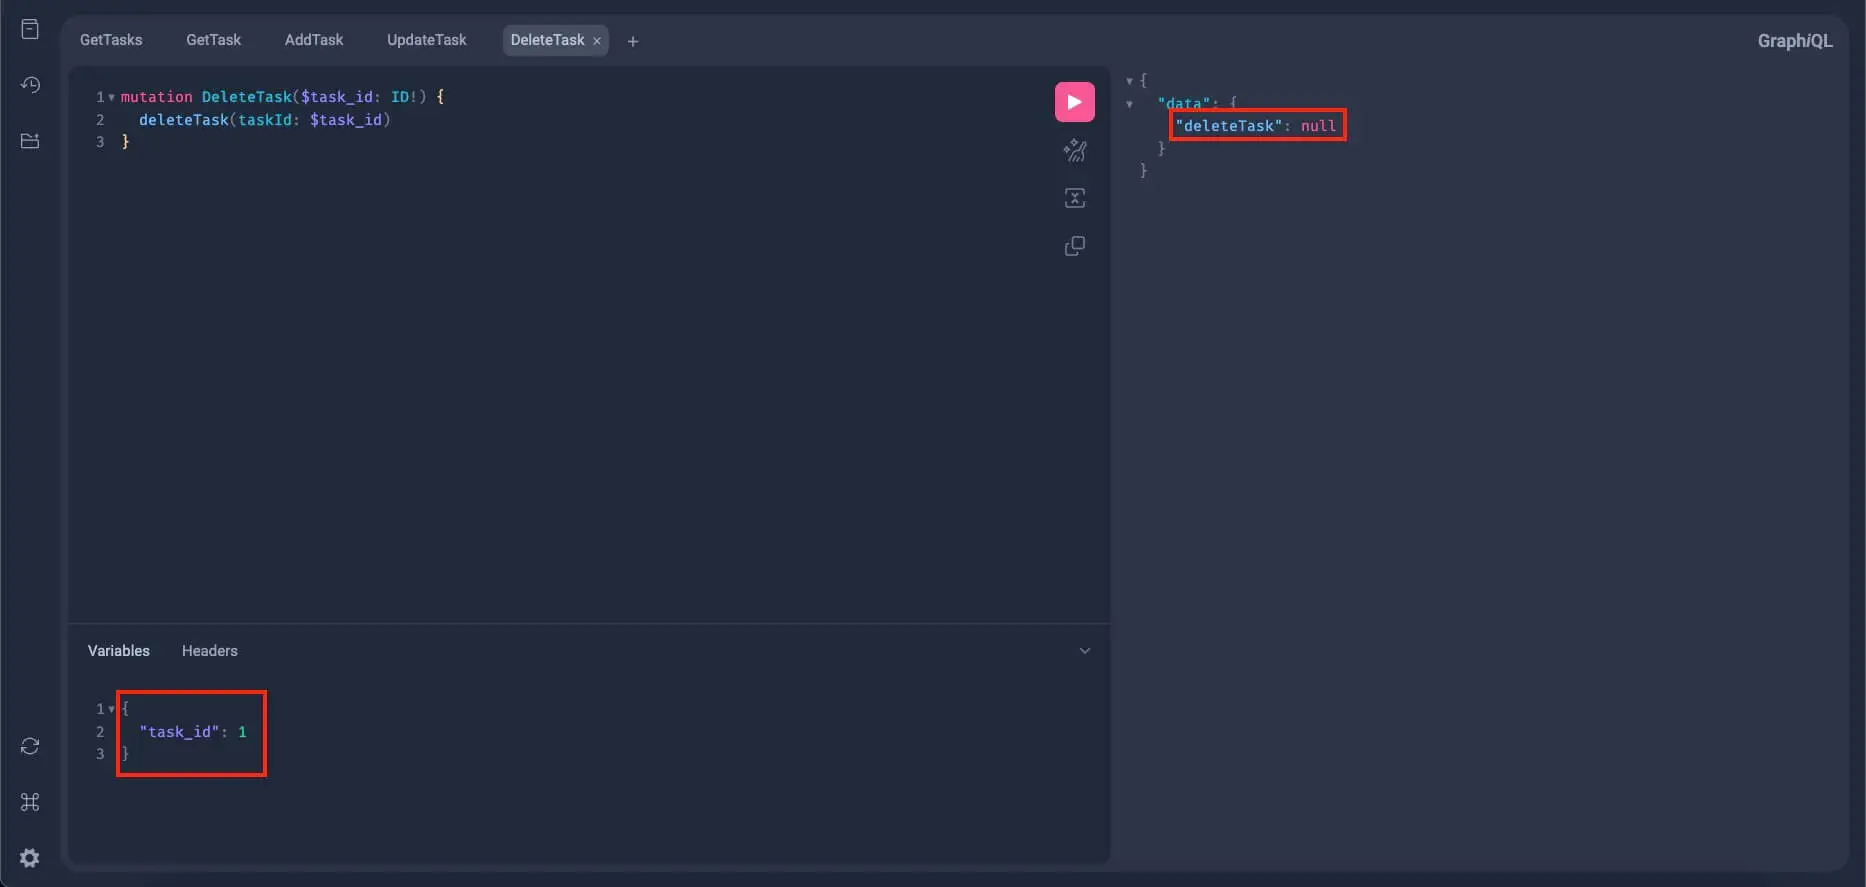 GetTasks GetTask AddTask UpdateTask DeleteTask × + GraphiQL
1 mutation DeleteTask($task_id: ID!) {
2 deleteTask(taskId: $task_id)
3 }
{
"data": {
"deleteTask": null
}
}
Variables Headers
1 {
2 "task_id": 1
3 }